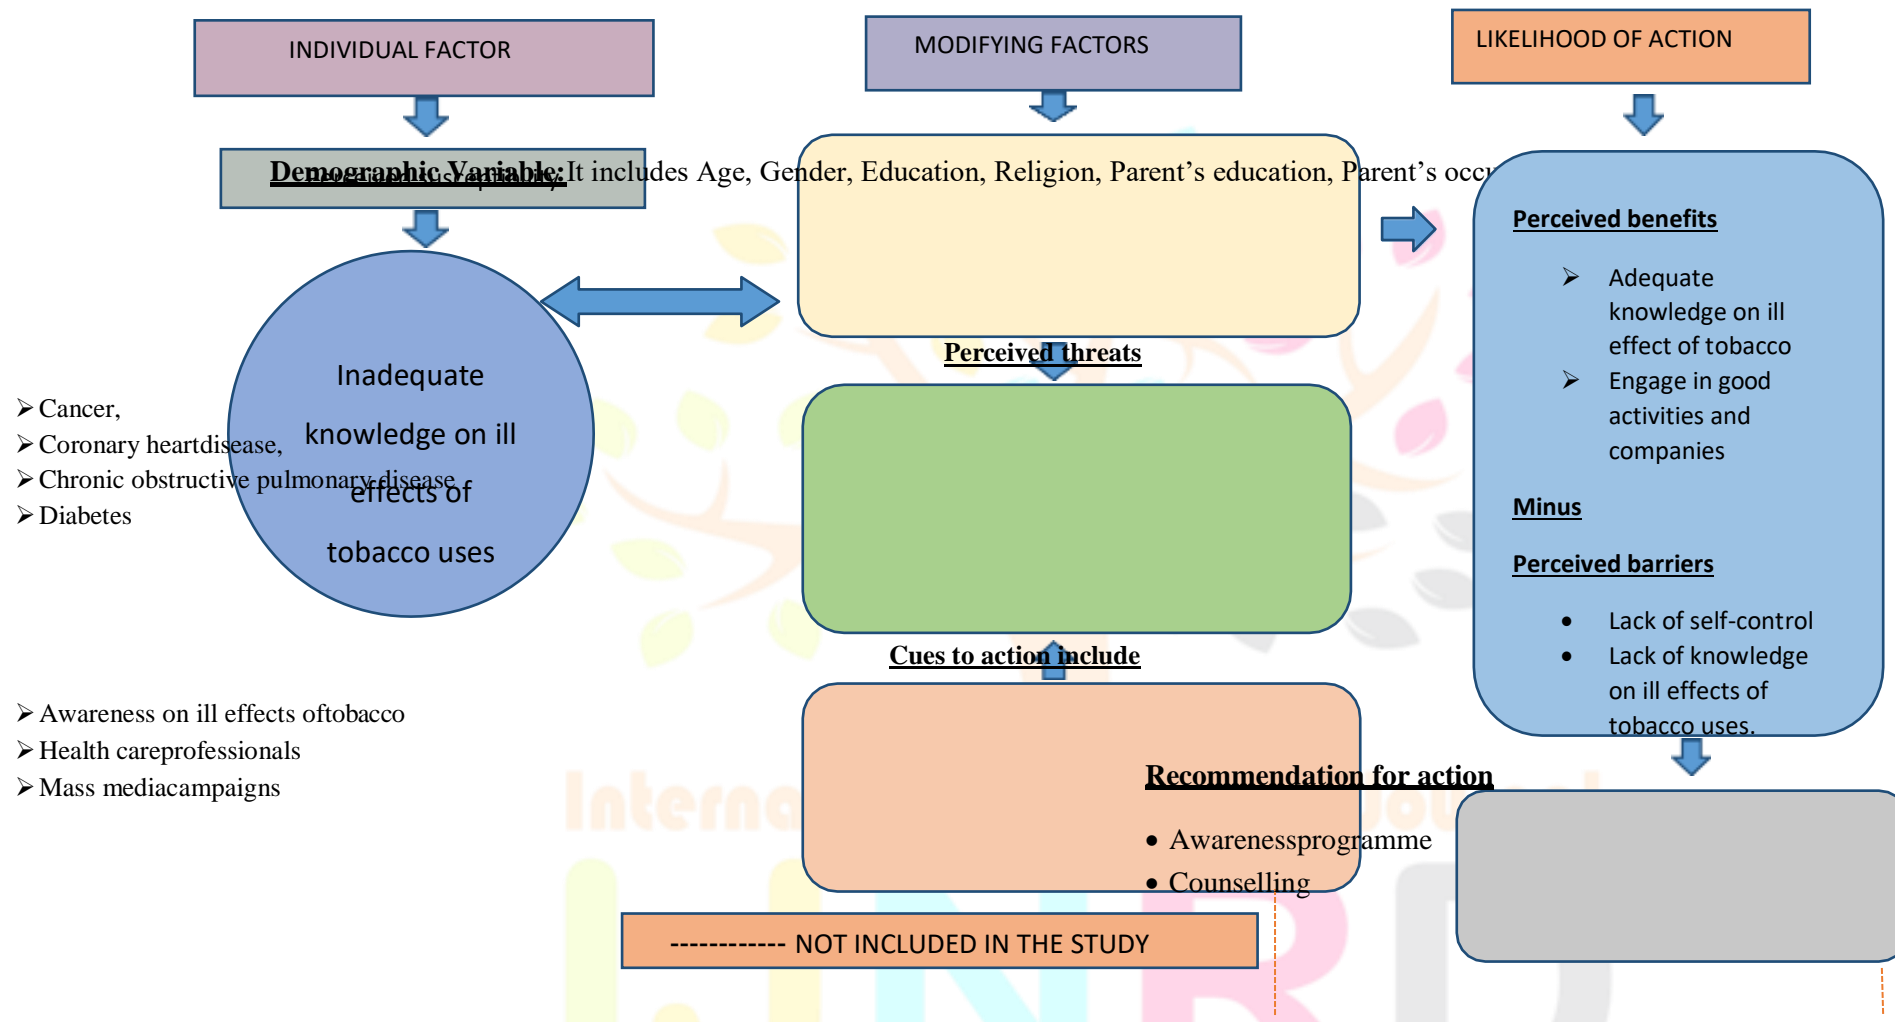 INDIVIDUAL FACTOR
MODIFYING FACTORS
LIKELIHOOD OF ACTION
Demographic Variable: It includes Age, Gender, Education, Religion, Parent's education, Parent's occu
Perceived susceptibility
Perceived benefits
➢ Adequate
knowledge on ill
effect of tobacco
➢ Engage in good
activities and
companies
Minus
Perceived barriers
• Lack of self-control
• Lack of knowledge
on ill effects of
tobacco uses.
Inadequate
knowledge on ill
effects of
tobacco uses
Perceived threats
➢ Cancer,
➢ Coronary heartdisease,
➢ Chronic obstructive pulmonary disease
➢ Diabetes
Cues to action include
➢ Awareness on ill effects oftobacco
➢ Health careprofessionals
➢ Mass mediacampaigns
Recommendation for action
• Awarenessprogramme
• Counselling
------------ NOT INCLUDED IN THE STUDY